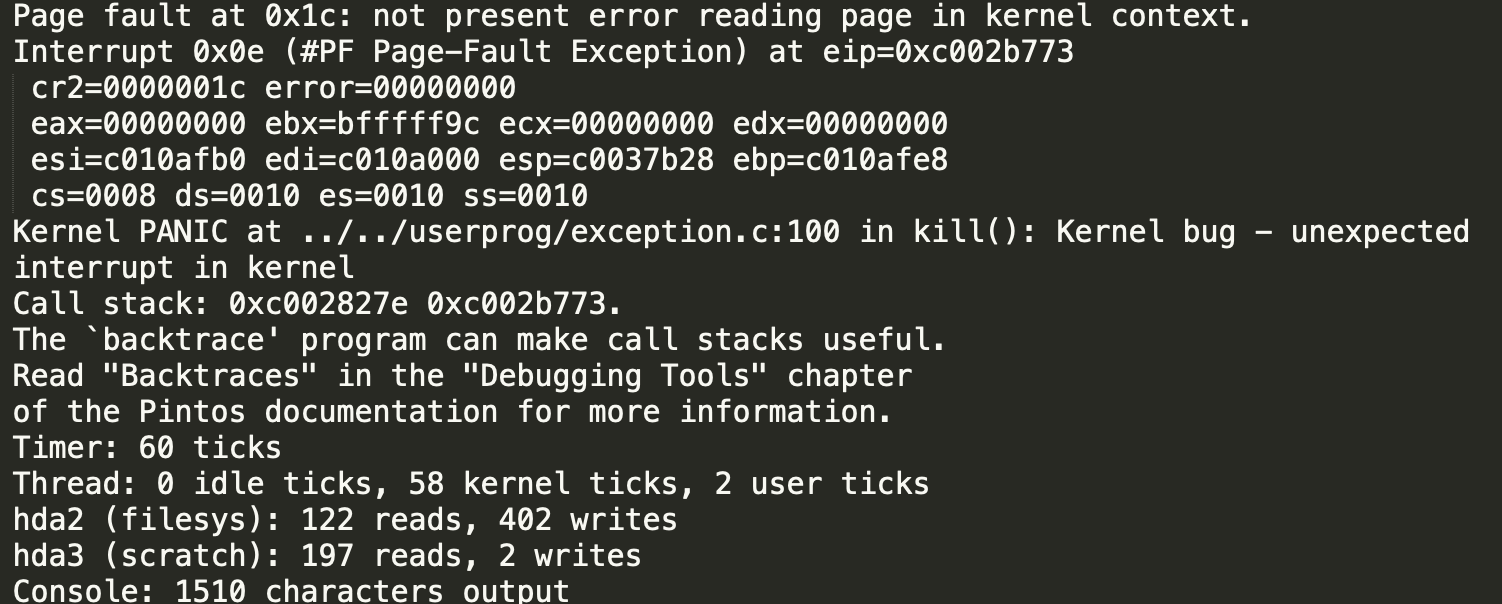 Page fault at 0x1c: not present error reading page in kernel context.
Interrupt 0x0e (#PF Page-Fault Exception) at eip=0xc002b773
 cr2=0000001c error=00000000
 eax=00000000 ebx=bfffff9c ecx=00000000 edx=00000000
 esi=c010afb0 edi=c010a000 esp=c0037b28 ebp=c010afe8
 cs=0008 ds=0010 es=0010 ss=0010
Kernel PANIC at ../../userprog/exception.c:100 in kill(): Kernel bug - unexpected
interrupt in kernel
Call stack: 0xc002827e 0xc002b773.
The `backtrace' program can make call stacks useful.
Read "Backtraces" in the "Debugging Tools" chapter
of the Pintos documentation for more information.
Timer: 60 ticks
Thread: 0 idle ticks, 58 kernel ticks, 2 user ticks
hda2 (filesys): 122 reads, 402 writes
hda3 (scratch): 197 reads, 2 writes
Console: 1510 characters output